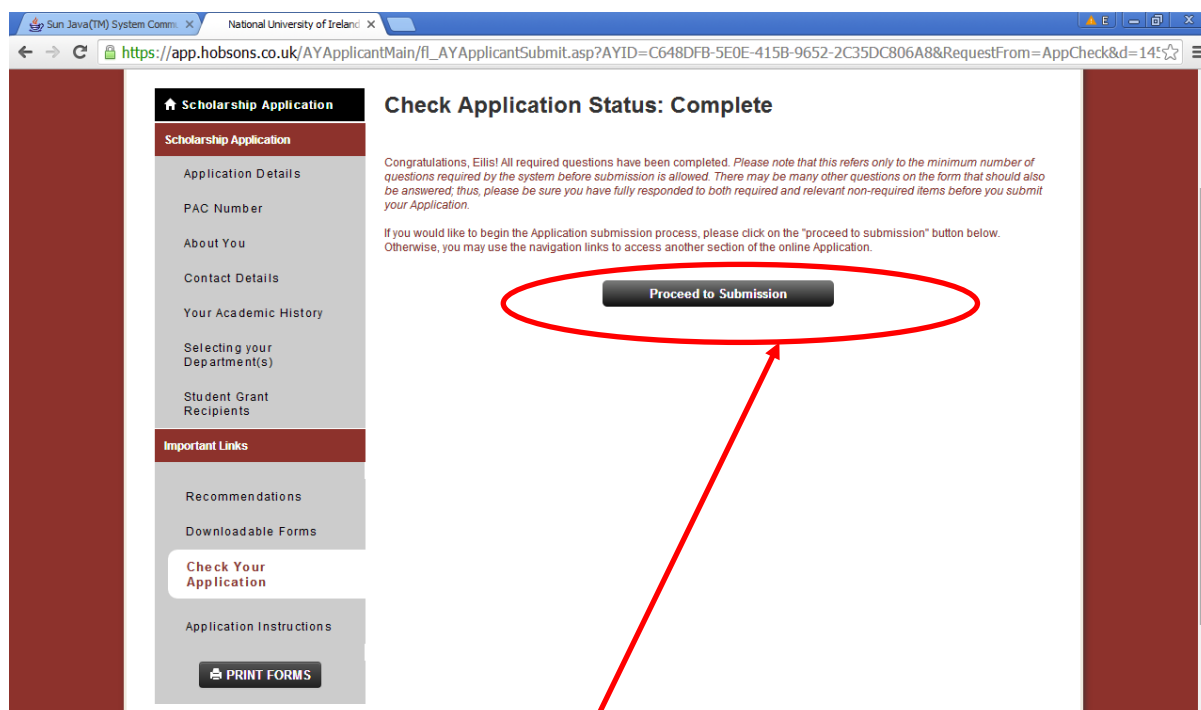 Sun Java(TM) System Comm
National University of Ireland
E
https://app.hobsons.co.uk/AYApplicantMain/fl_AYApplicantSubmit.asp?AYID=C648DFB-5E0E-415B-9652-2C35DC806A8&RequestFrom=AppCheck&d=14
Scholarship Application
Scholarship Application
Application Details
PAC Number
About You
Contact Details
Your Academic History
Selecting your
Department(s)
Student Grant
Recipients
Important Links
Recommendations
Downloadable Forms
Check Your
Application
Application Instructions
PRINT FORMS
Check Application Status: Complete
Congratulations, Eilis! All required questions have been completed. Please note that this refers only to the minimum number of
questions required by the system before submission is allowed. There may be many other questions on the form that should also
be answered; thus, please be sure you have fully responded to both required and relevant non-required items before you submit
your Application.
If you would like to begin the Application submission process, please click on the "proceed to submission" button below.
Otherwise, you may use the navigation links to access another section of the online Application.
Proceed to Submission